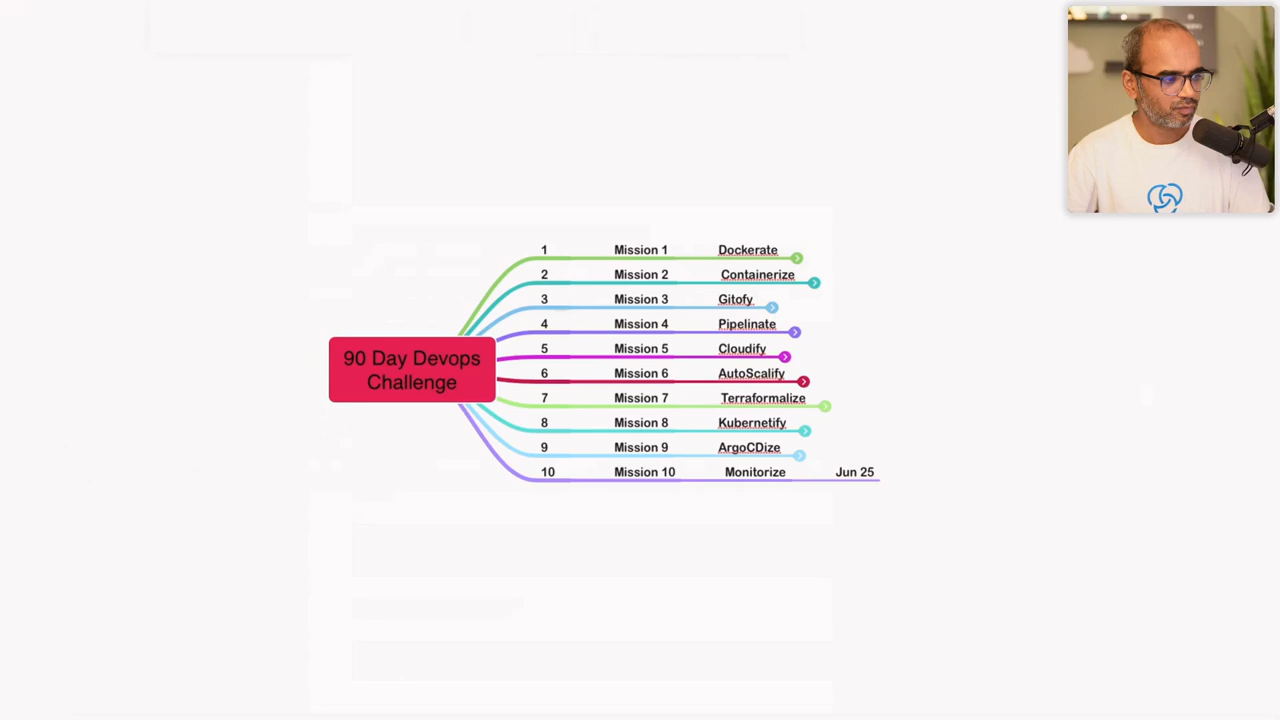 1 Mission 1 Dockerate
2 Mission 2 Containerize
3 Mission 3 Gitofy
4 Mission 4 Pipelinate
90 Day Devops
Challenge
5 Mission 5 Cloudify
6 Mission 6 AutoScalify
7 Mission 7 Terraformalize
8 Mission 8 Kubernetify
9 Mission 9 ArgoCDize
10 Mission 10 Monitorize Jun 25